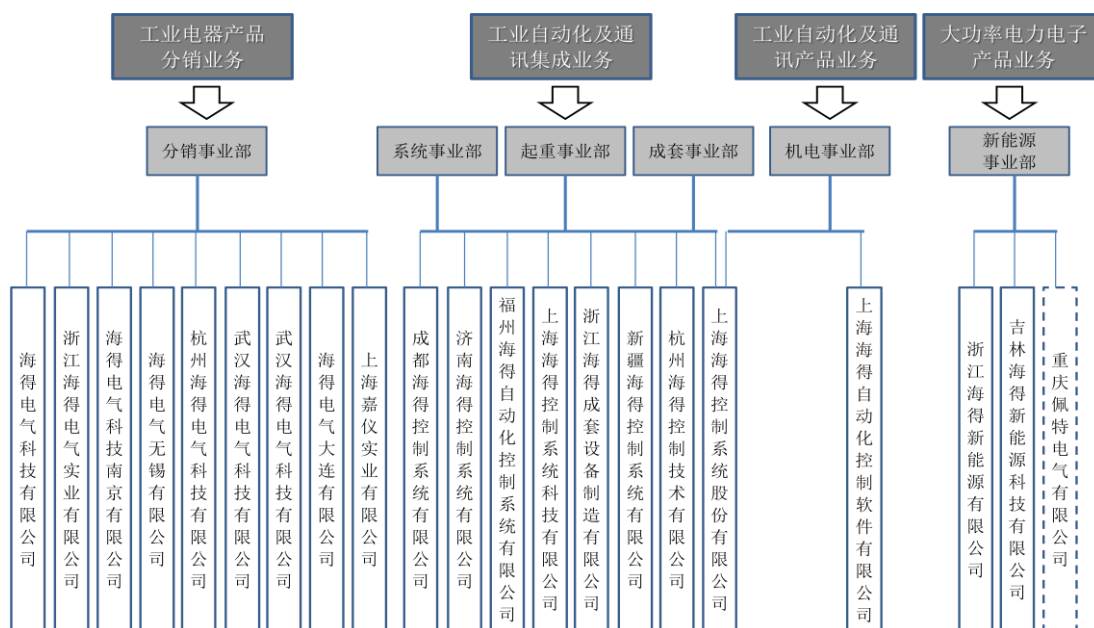 工业电器产品
分销业务
工业自动化及通
讯集成业务
工业自动化及通
讯产品业务
大功率电力电子
产品业务
分销事业部
系统事业部
起重事业部
成套事业部
机电事业部
新能源
事业部
海得电气科技有限公司
浙江海得电气实业有限公司
海得电气科技南京有限公司
海得电气无锡有限公司
杭州海得电气科技有限公司
武汉海得电气科技有限公司
武汉海得电气科技有限公司
海得电气大连有限公司
上海嘉仪实业有限公司
成都海得控制系统有限公司
济南海得控制系统有限公司
福州海得自动化控制系统有限公司
上海海得控制系统科技有限公司
浙江海得成套设备制造有限公司
新疆海得控制系统有限公司
杭州海得控制技术有限公司
上海海得控制系统股份有限公司
上海海得自动化控制软件有限公司
浙江海得新能源有限公司
吉林海得新能源科技有限公司
重庆佩特电气有限公司